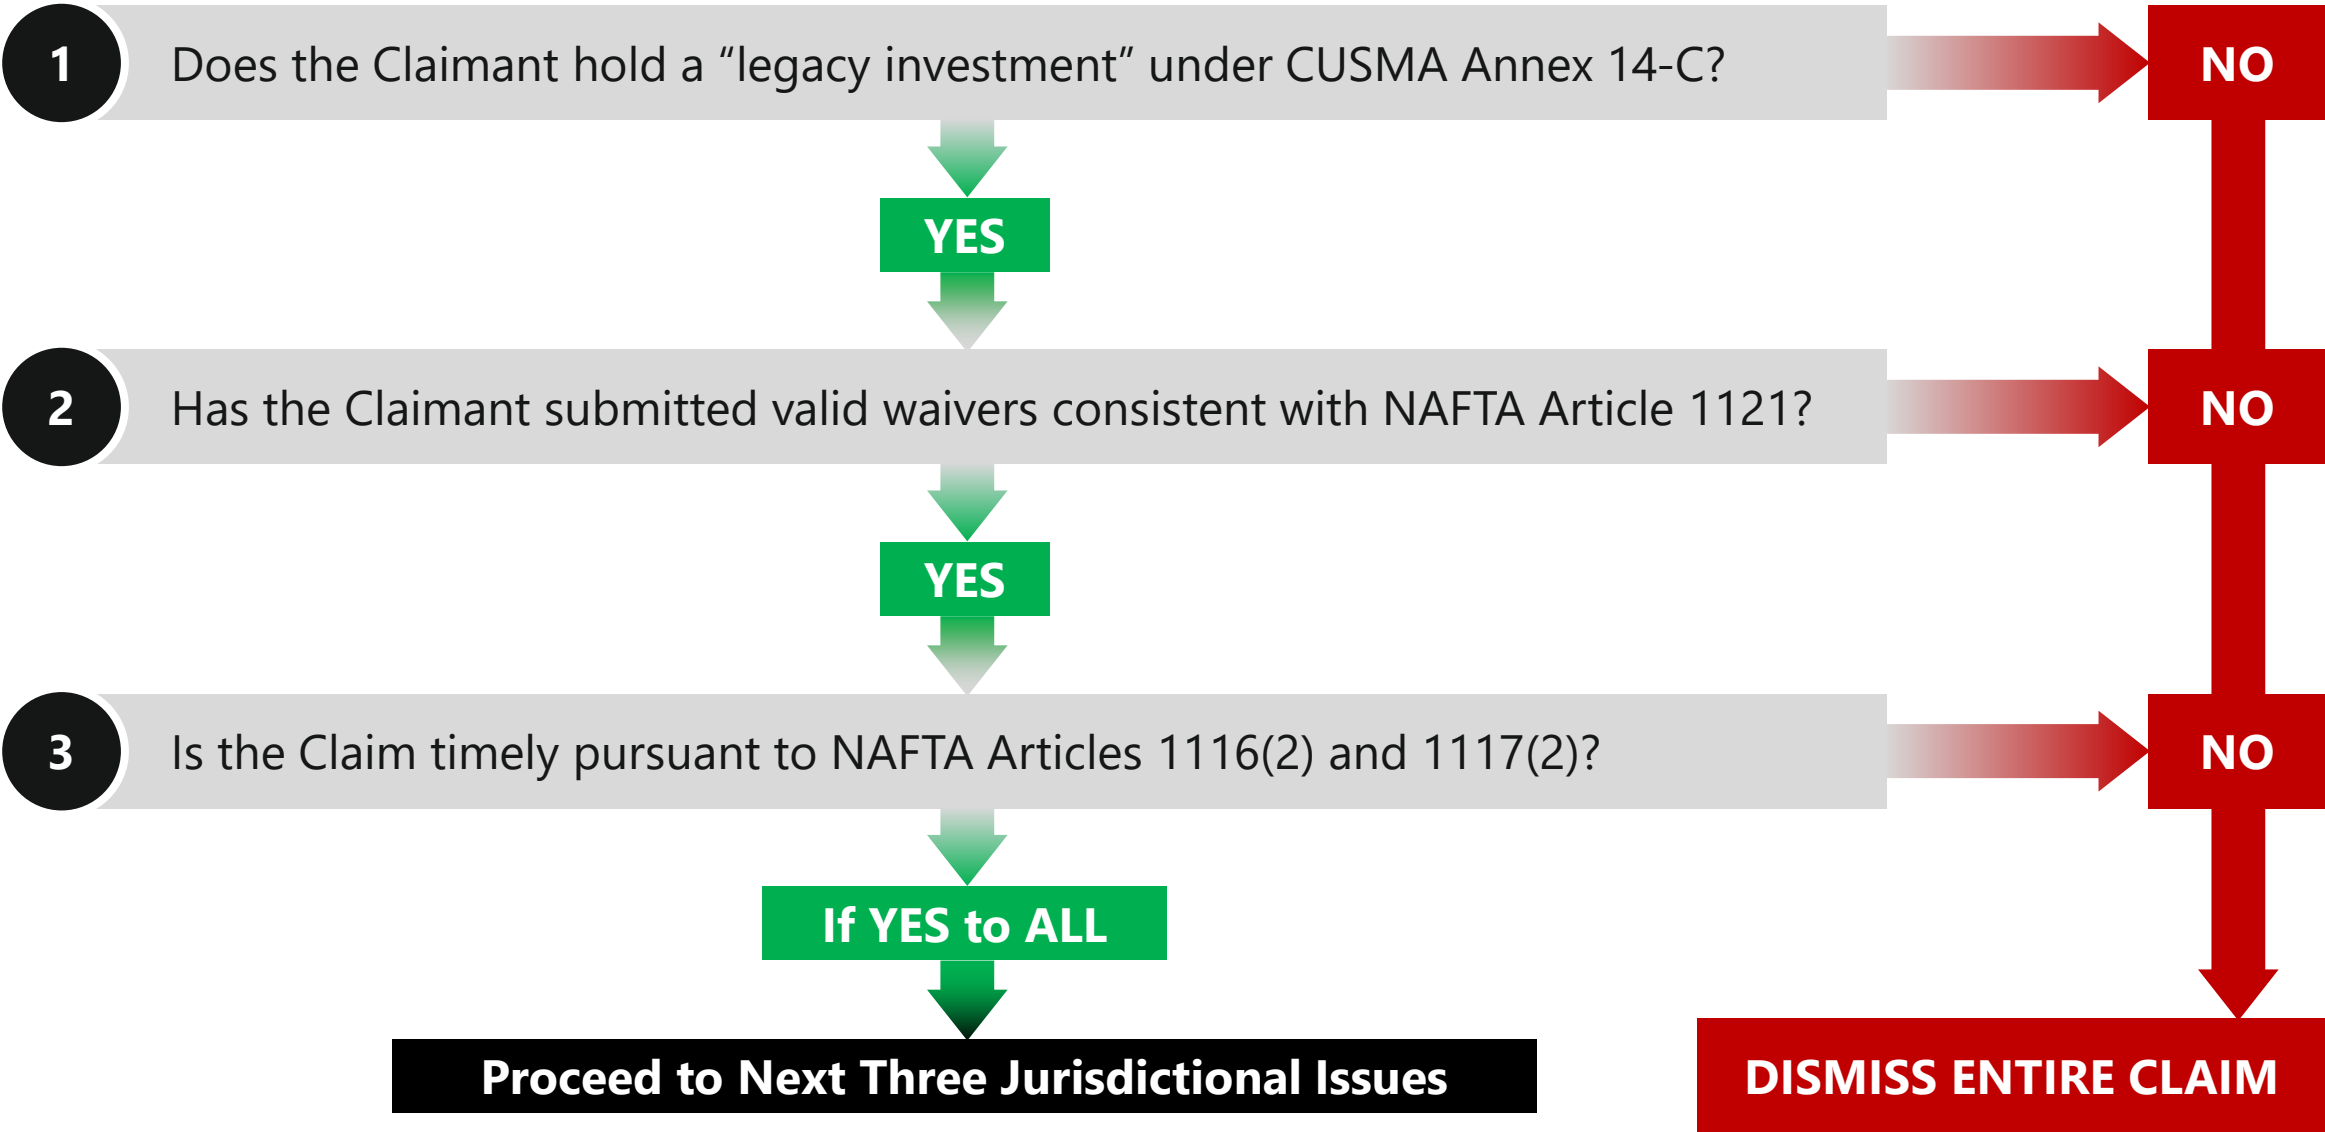 1 Does the Claimant hold a “legacy investment” under CUSMA Annex 14-C? NO
YES
2 Has the Claimant submitted valid waivers consistent with NAFTA Article 1121? NO
YES
3 Is the Claim timely pursuant to NAFTA Articles 1116(2) and 1117(2)? NO
If YES to ALL
Proceed to Next Three Jurisdictional Issues
DISMISS ENTIRE CLAIM